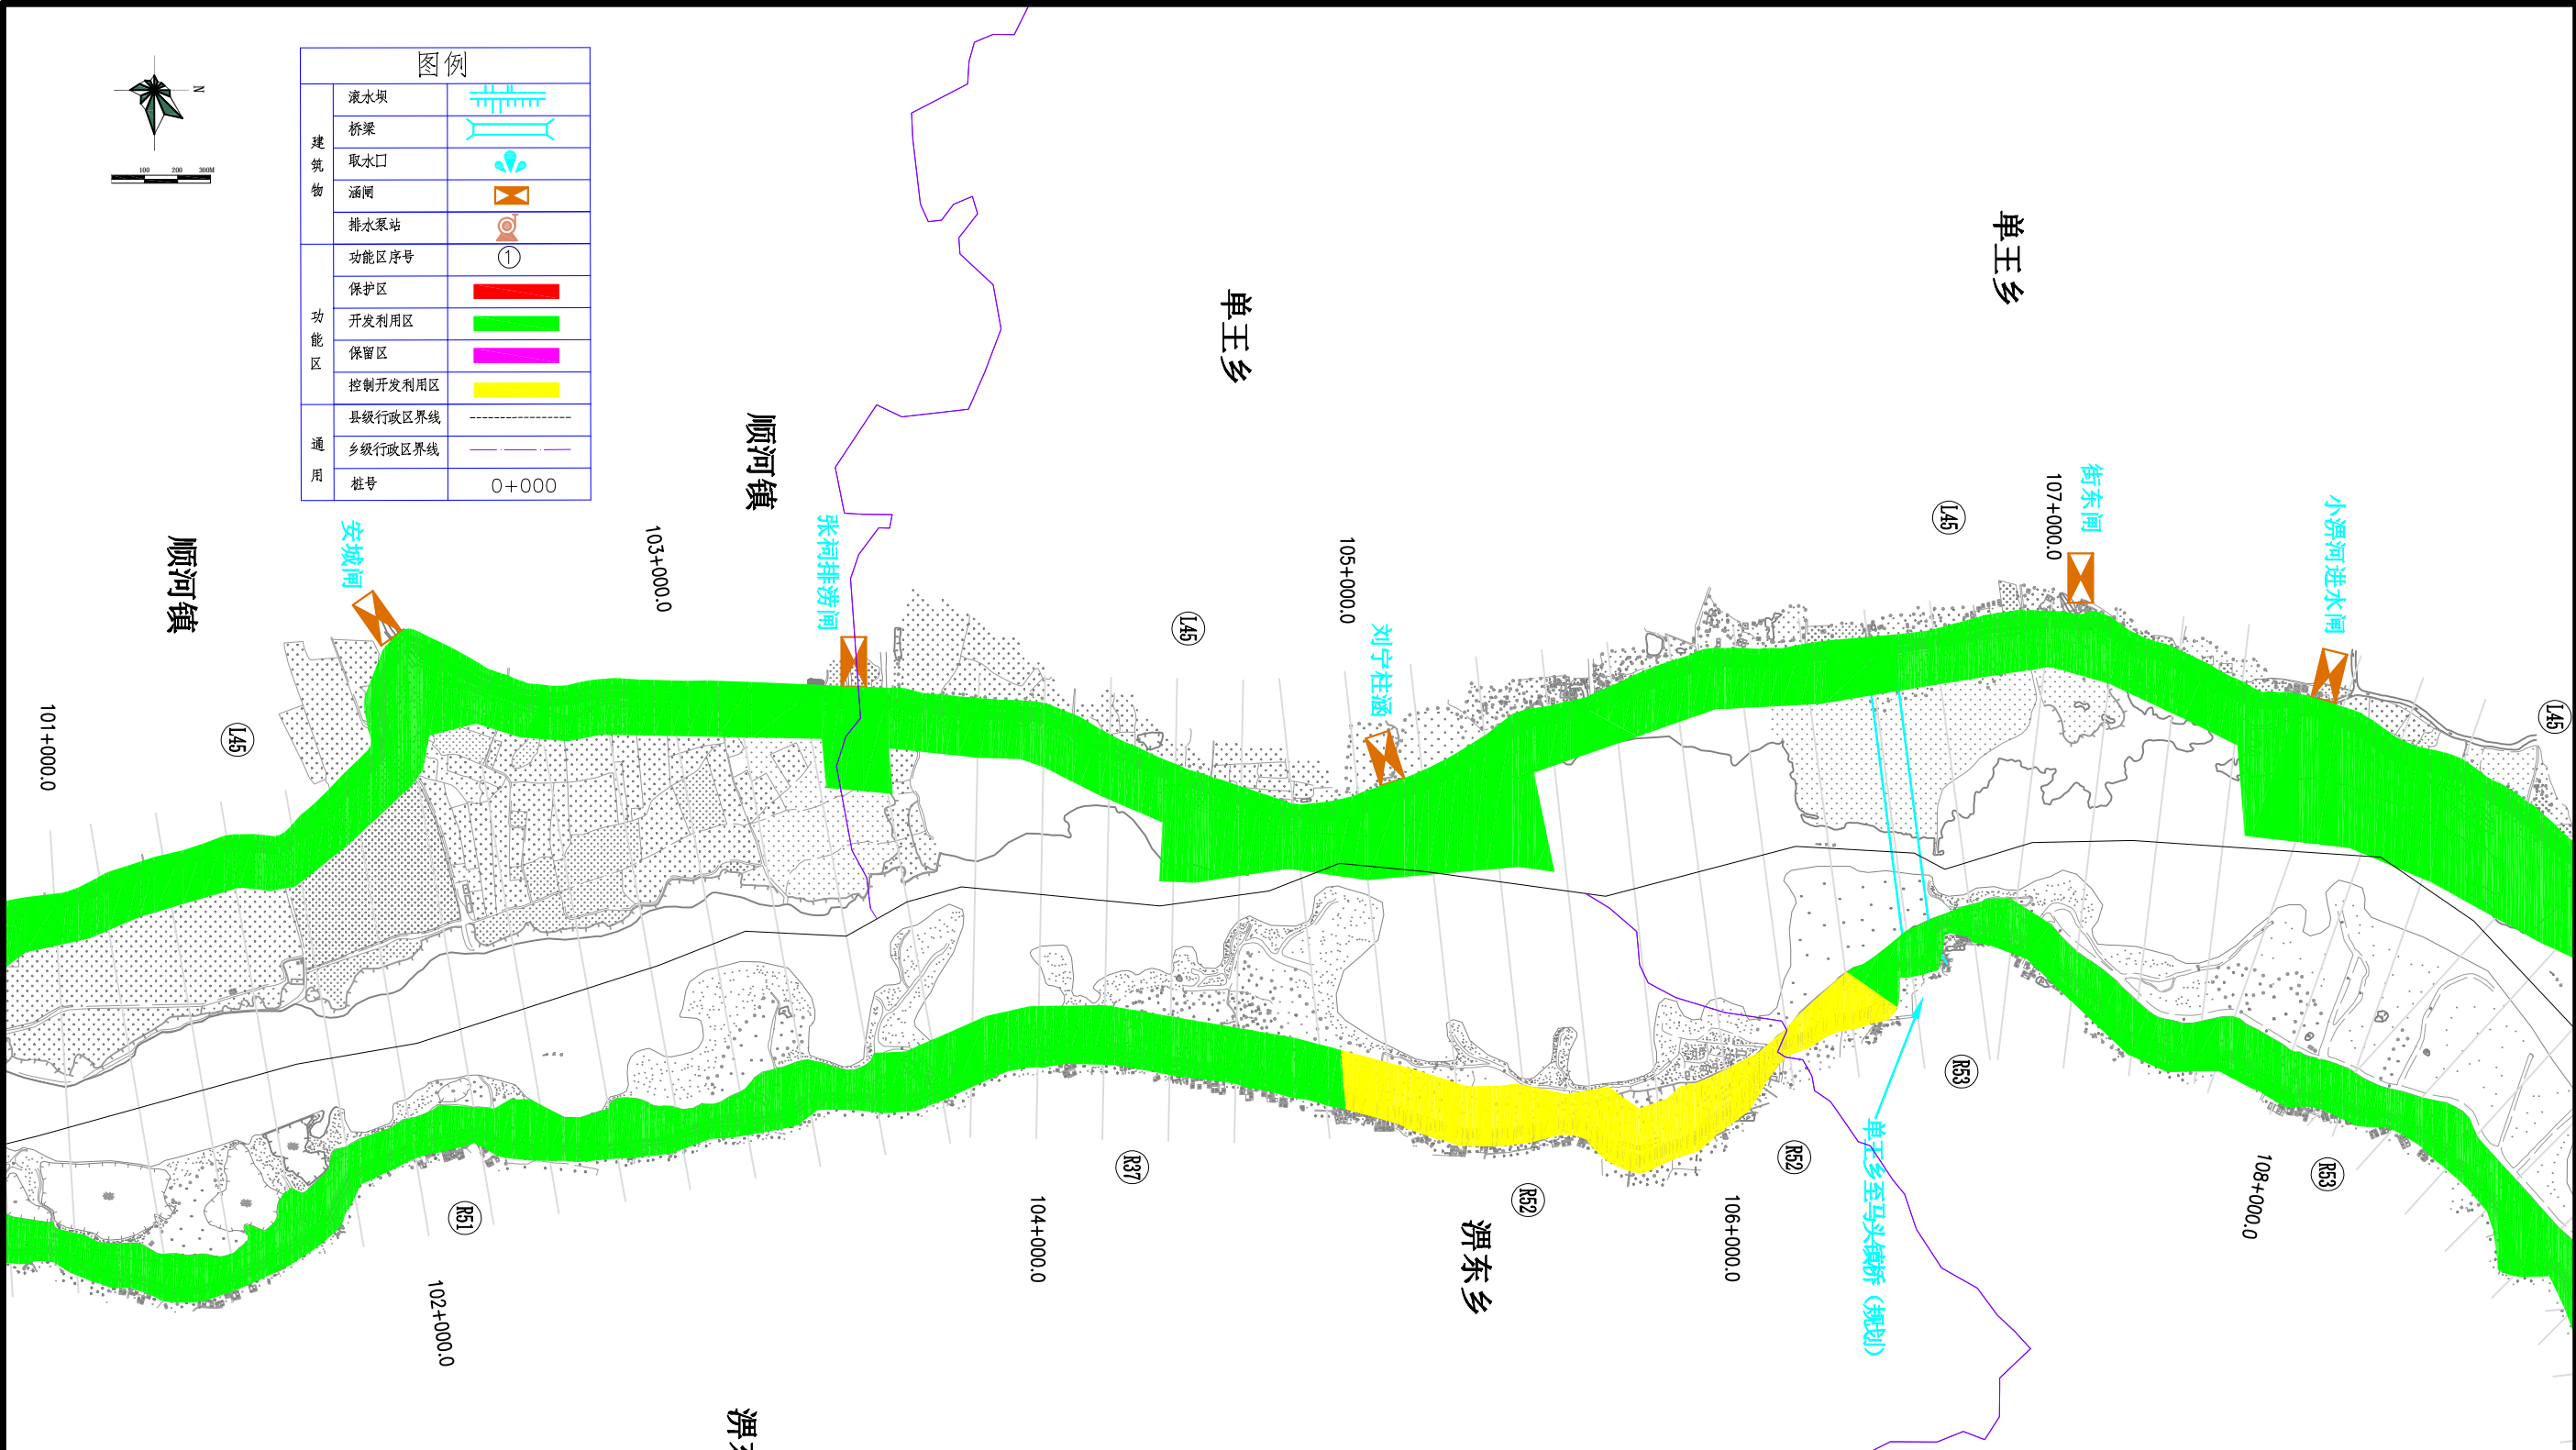 图例
建筑物
滚水坝
桥梁
取水口
涵闸
排水泵站
功能区
功能区序号
1
保护区
开发利用区
保留区
控制开发利用区
通用
县级行政区界线
乡级行政区界线
桩号
0+000
N
100 200 300M
单王乡
单王乡
顺河镇
顺河镇
安城闸
张祠排涝闸
刘宁柱涵
街东闸
小淠河进水闸
103+000.0
105+000.0
107+000.0
101+000.0
L45
L45
L45
L45
R51
R37
R52
R52
R53
R53
102+000.0
104+000.0
106+000.0
108+000.0
单王乡至马头镇桥（规划）
淠东乡
淠